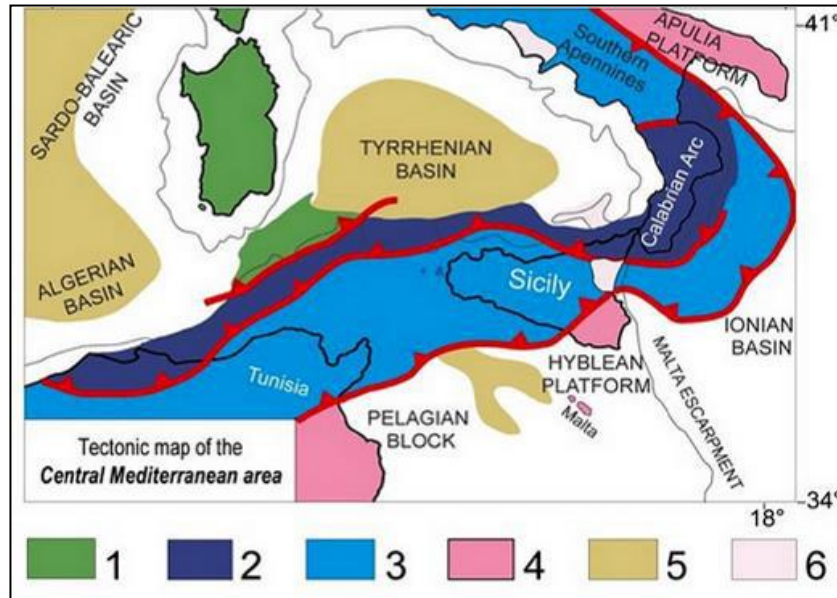 41°
APULIA
PLATFORM
Southern
Apennines
SARDO-BALEARIC
BASIN
TYRRHENIAN
BASIN
Calabrian Arc
ALGERIAN
BASIN
Sicily
IONIAN
BASIN
Tunisia
HYBLEAN
PLATFORM
Malta
MALTA ESCARPMENT
PELAGIAN
BLOCK
Tectonic map of the
Central Mediterranean area
34°
18°
1 2 3 4 5 6